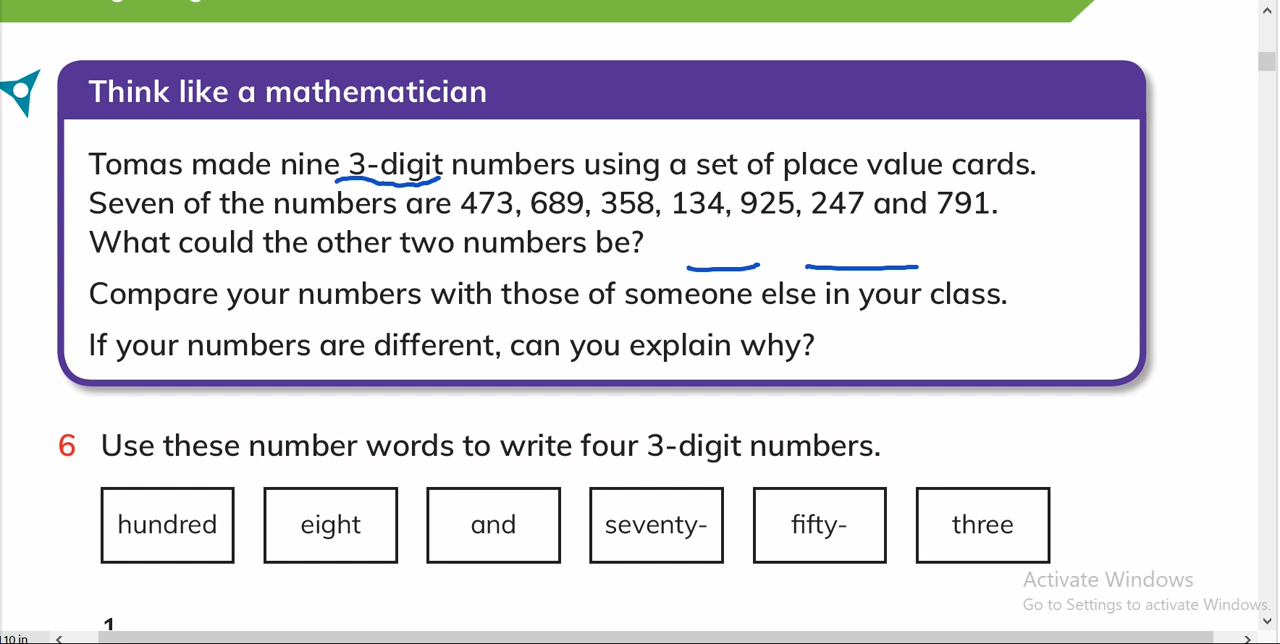 Think like a mathematician
Tomas made nine 3-digit numbers using a set of place value cards.
Seven of the numbers are 473, 689, 358, 134, 925, 247 and 791.
What could the other two numbers be?
Compare your numbers with those of someone else in your class.
If your numbers are different, can you explain why?
6 Use these number words to write four 3-digit numbers.
hundred eight and seventy- fifty- three
Activate Windows
Go to Settings to activate Windows.
1
10 in